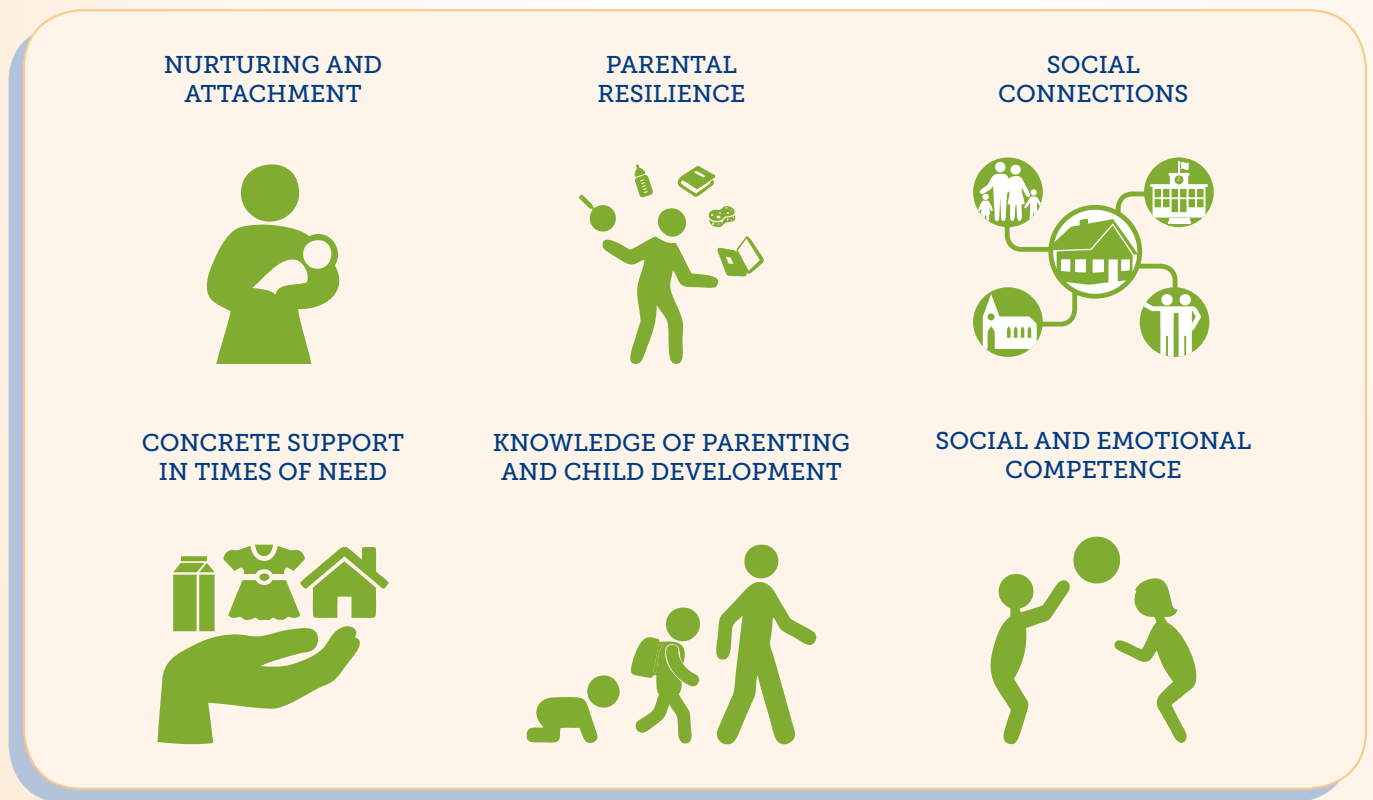 NURTURING AND
ATTACHMENT
PARENTAL
RESILIENCE
SOCIAL
CONNECTIONS
CONCRETE SUPPORT
IN TIMES OF NEED
KNOWLEDGE OF PARENTING
AND CHILD DEVELOPMENT
SOCIAL AND EMOTIONAL
COMPETENCE